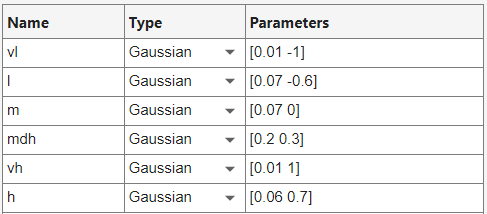 Name Type Parameters
vl Gaussian [0.01 -1]
l Gaussian [0.07 -0.6]
m Gaussian [0.07 0]
mdh Gaussian [0.2 0.3]
vh Gaussian [0.01 1]
h Gaussian [0.06 0.7]